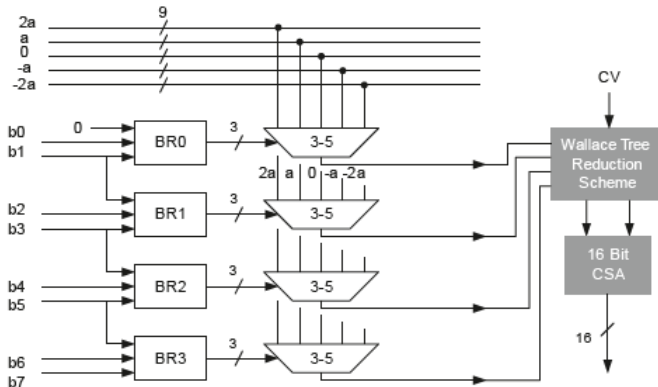 9
2a
a
0
-a
-2a
CV
0
b0
b1
BR0
3
3-5
Wallace Tree
Reduction
Scheme
2a a 0 -a -2a
b2
b3
BR1
3
3-5
16 Bit
CSA
b4
b5
BR2
3
3-5
16
b6
b7
BR3
3
3-5